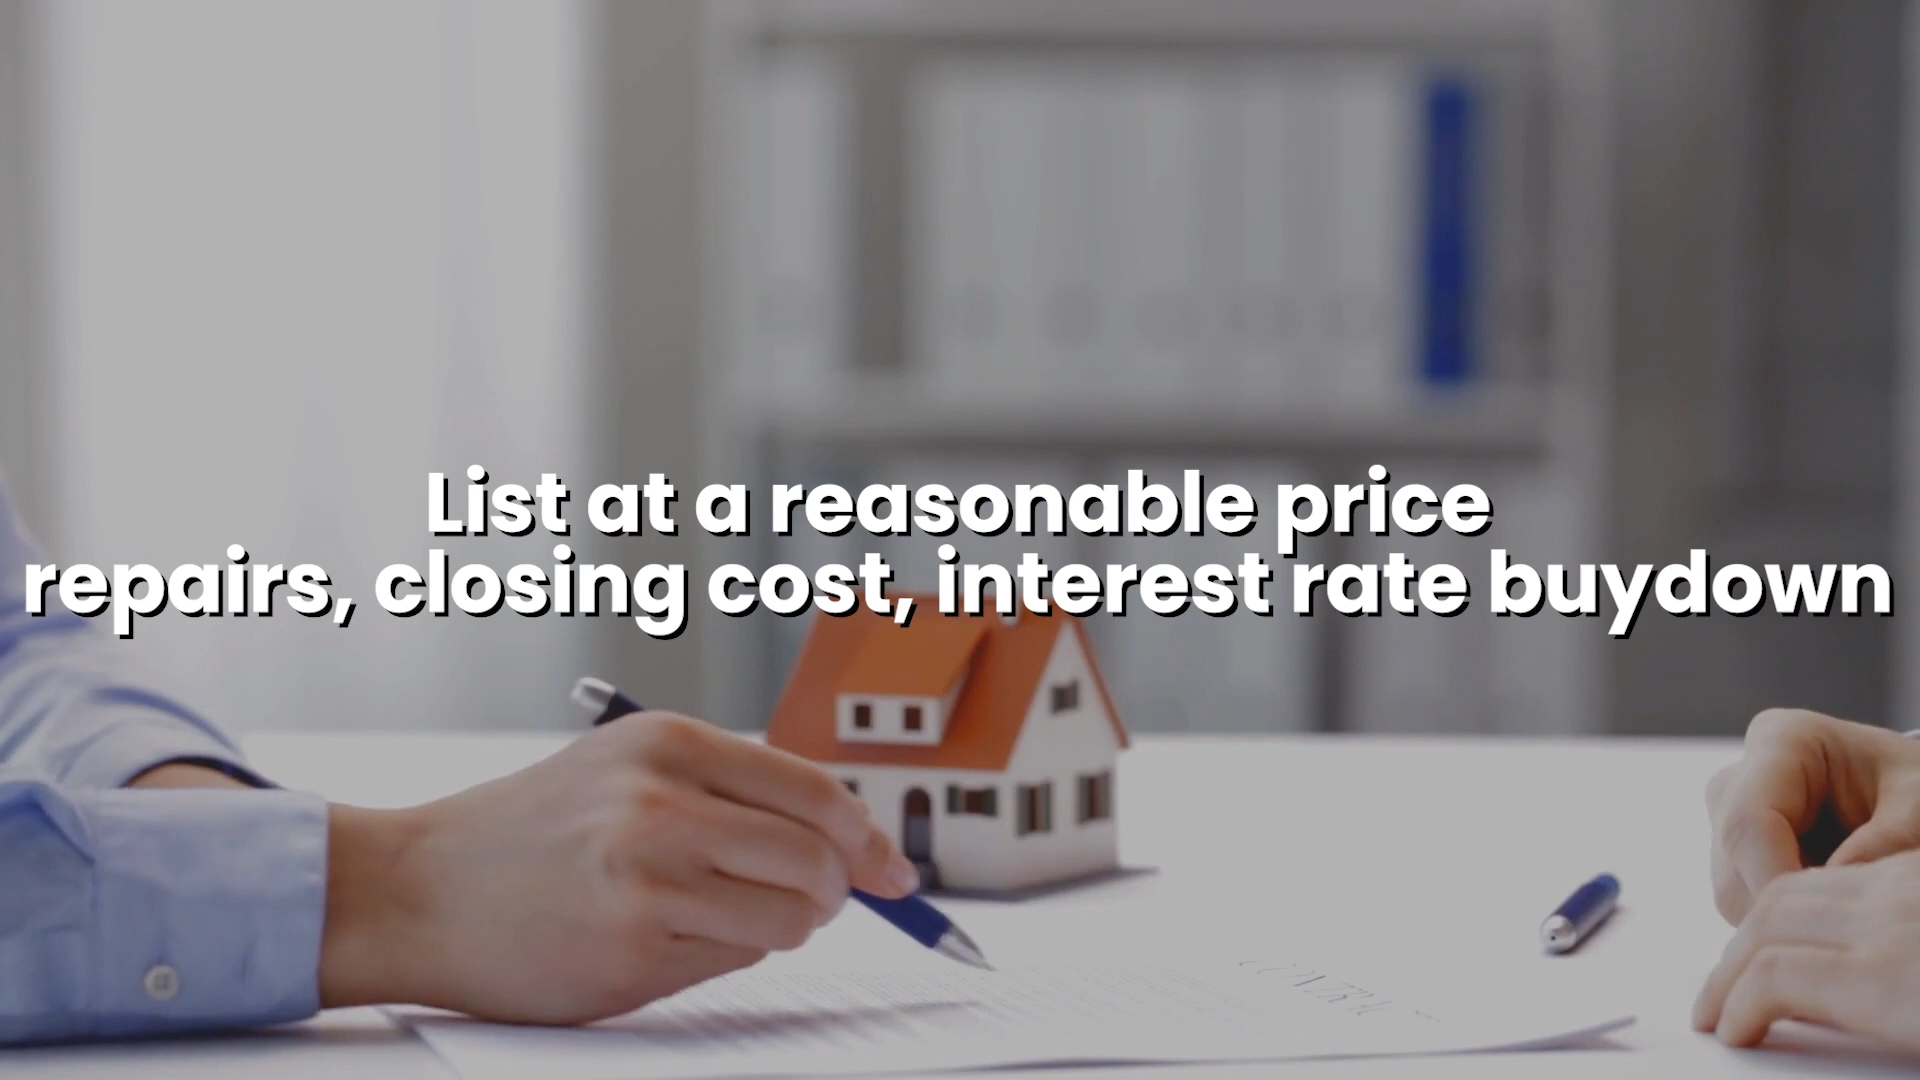 List at a reasonable price
repairs, closing cost, interest rate buydown